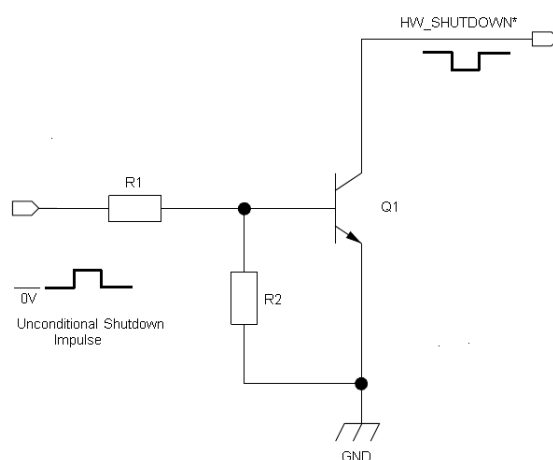 HW_SHUTDOWN*
R1
Q1
R2
0V
Unconditional Shutdown
Impulse
GND